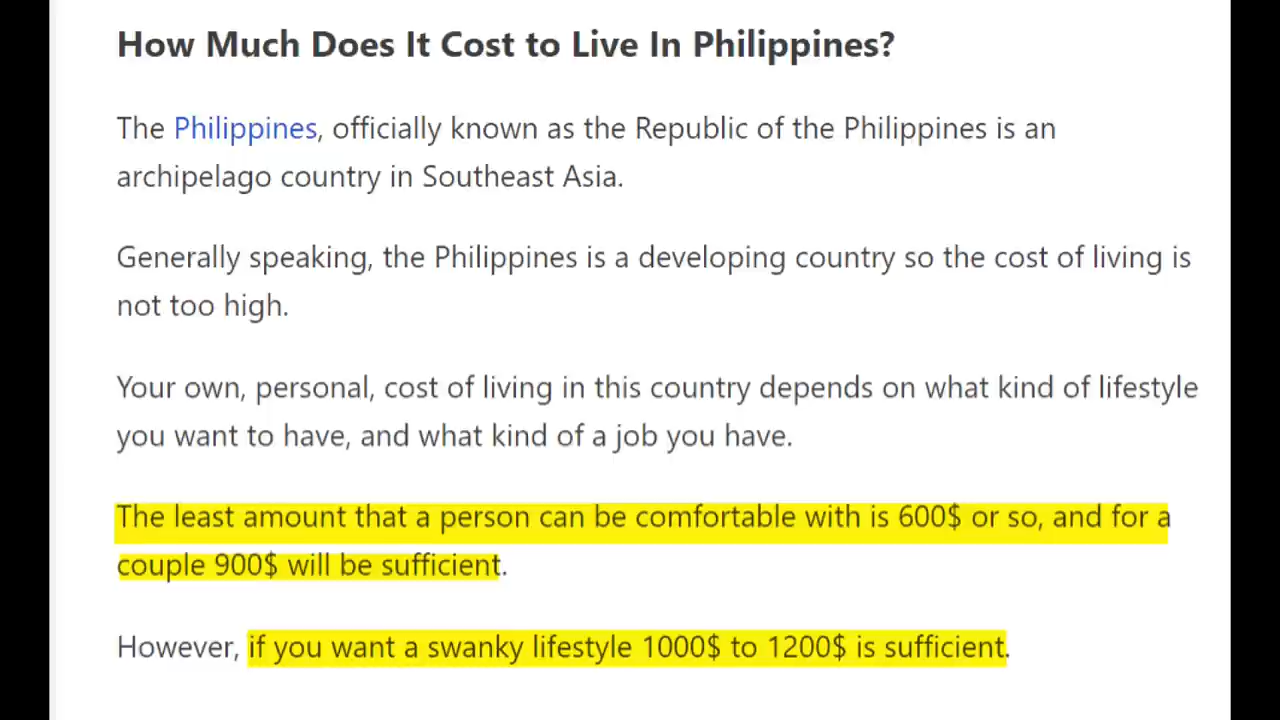 How Much Does It Cost to Live In Philippines?
The Philippines, officially known as the Republic of the Philippines is an
archipelago country in Southeast Asia.
Generally speaking, the Philippines is a developing country so the cost of living is
not too high.
Your own, personal, cost of living in this country depends on what kind of lifestyle
you want to have, and what kind of a job you have.
The least amount that a person can be comfortable with is 600$ or so, and for a
couple 900$ will be sufficient.
However, if you want a swanky lifestyle 1000$ to 1200$ is sufficient.